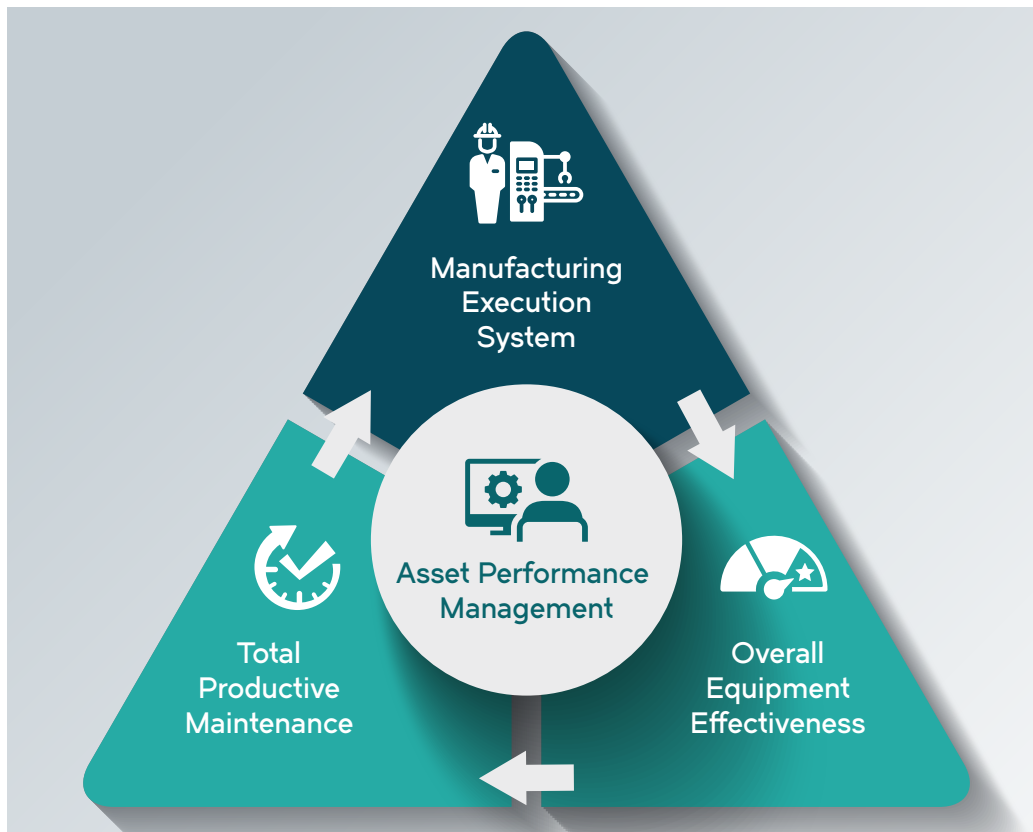 Manufacturing
Execution
System
Asset Performance
Management
Total
Productive
Maintenance
Overall
Equipment
Effectiveness